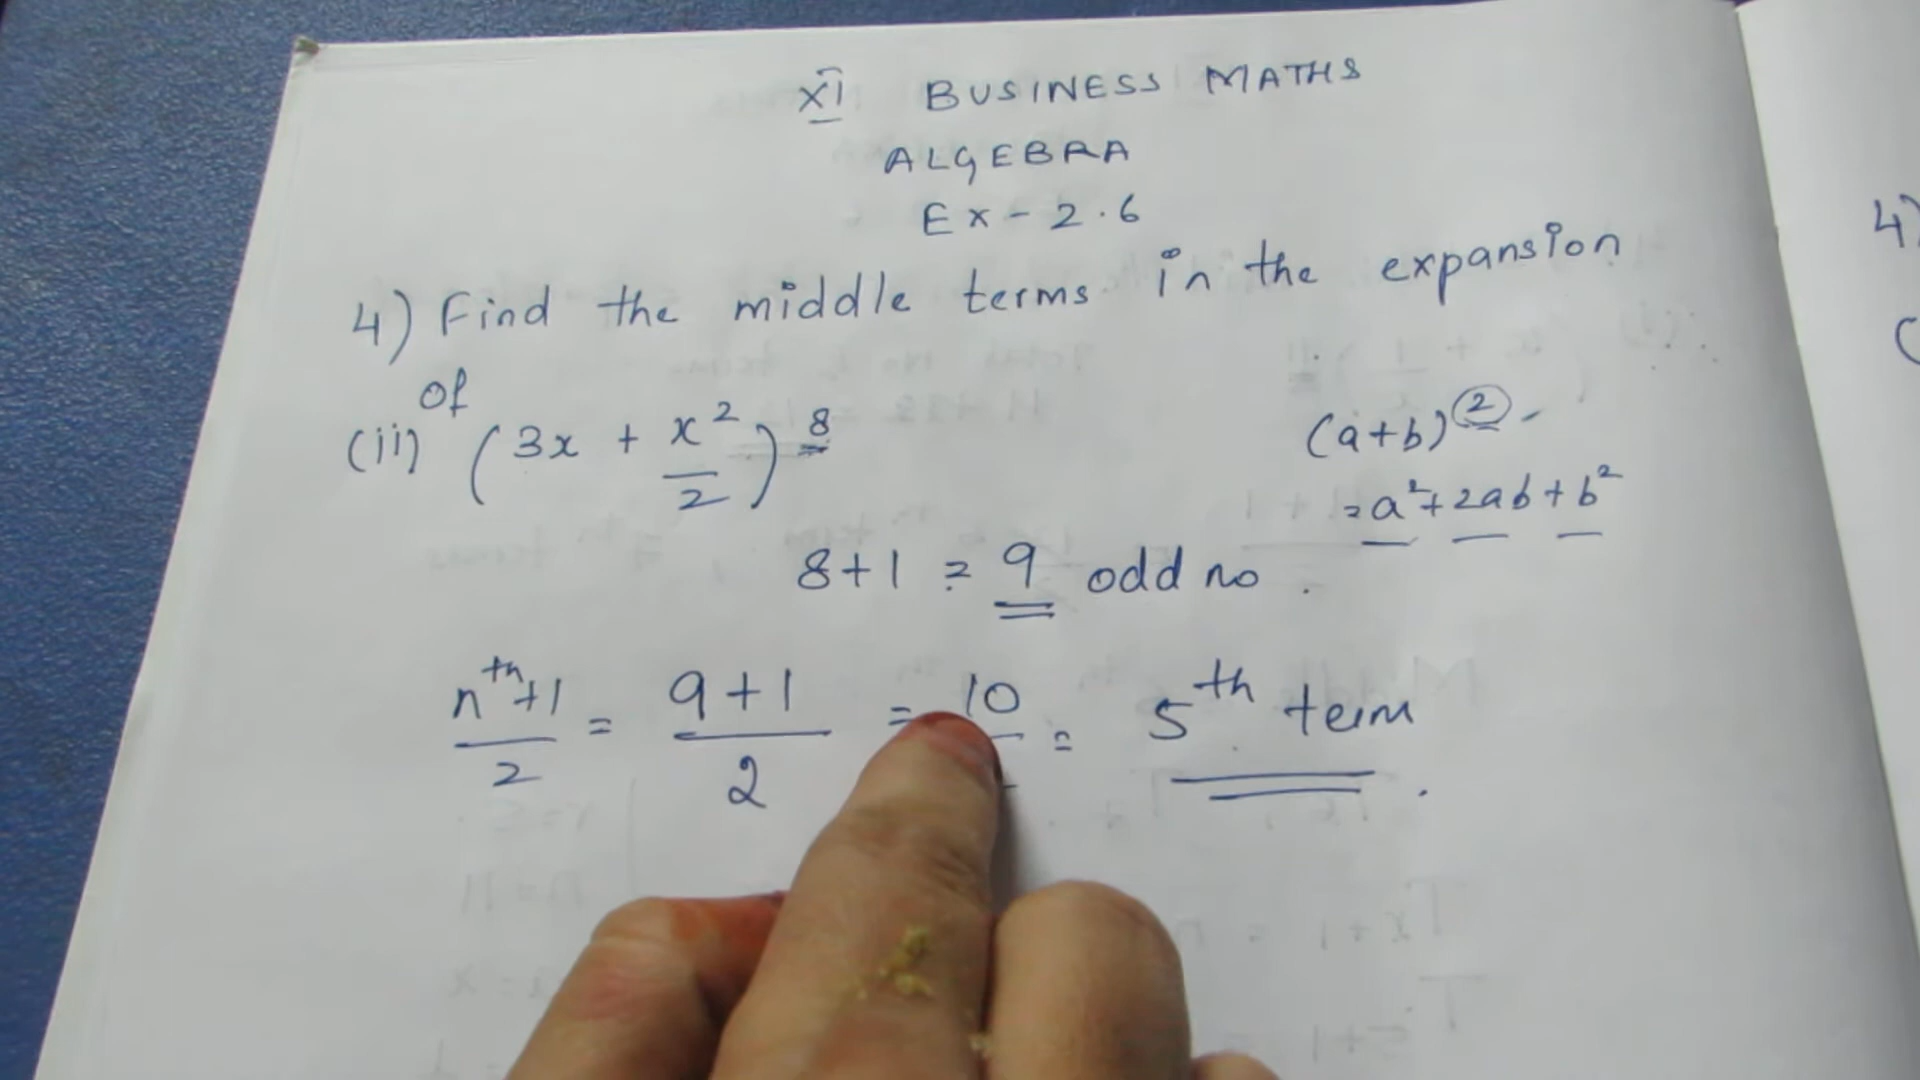 XI BUSINESS MATHS
ALGEBRA
Ex - 2.6
4) Find the middle terms in the expansion
of
(ii) (3x + x²/2)⁸
(a+b)² -
= a² + 2ab + b²
8+1 = 9 odd no.
nᵗʰ+1/2 = 9+1/2 = 10/ = 5ᵗʰ term.
4)
(